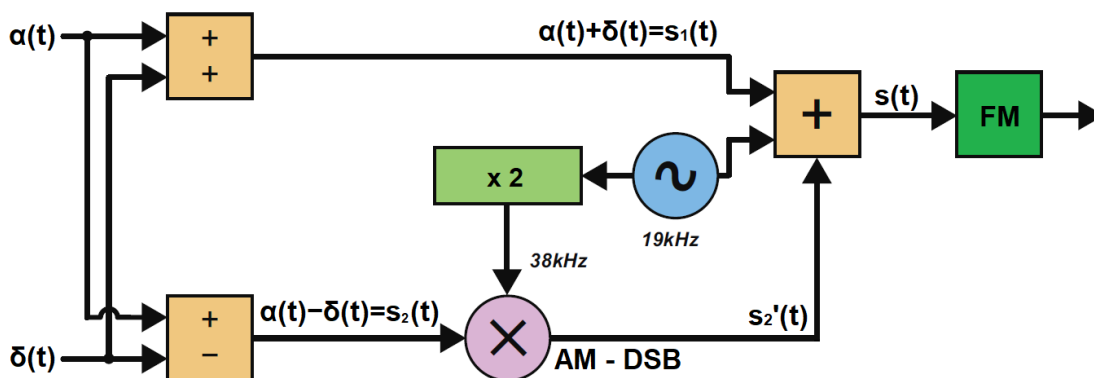 α(t)
+
+
α(t)+δ(t)=s₁(t)
+
s(t)
FM
x 2
19kHz
38kHz
δ(t)
+
−
α(t)−δ(t)=s₂(t)
×
AM - DSB
s₂'(t)